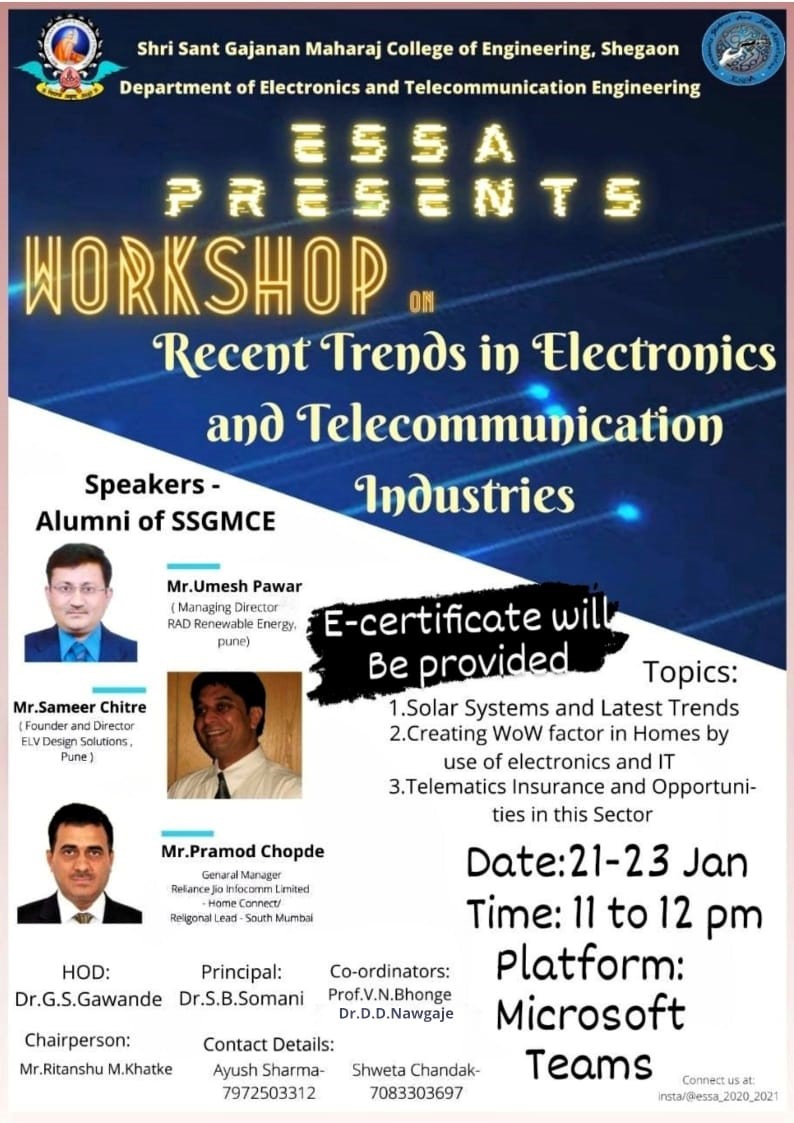 Shri Sant Gajanan Maharaj College of Engineering, Shegaon
Department of Electronics and Telecommunication Engineering
ESSA
PRESENTS
WORKSHOP ON
Recent Trends in Electronics
and Telecommunication
Industries
Speakers -
Alumni of SSGMCE
Mr.Umesh Pawar
( Managing Director
RAD Renewable Energy,
pune)
Mr.Sameer Chitre
( Founder and Director
ELV Design Solutions ,
Pune )
Mr.Pramod Chopde
Genaral Manager
Reliance Jio Infocomm Limited
- Home Connect/
Religonal Lead - South Mumbai
E-certificate will
Be provided
Topics:
1.Solar Systems and Latest Trends
2.Creating WoW factor in Homes by
use of electronics and IT
3.Telematics Insurance and Opportuni-
ties in this Sector
Date:21-23 Jan
Time: 11 to 12 pm
Platform:
Microsoft
Teams
HOD:
Dr.G.S.Gawande
Principal:
Dr.S.B.Somani
Co-ordinators:
Prof.V.N.Bhonge
Dr.D.D.Nawgaje
Chairperson:
Mr.Ritanshu M.Khatke
Contact Details:
Ayush Sharma-
7972503312
Shweta Chandak-
7083303697
Connect us at:
insta/@essa_2020_2021